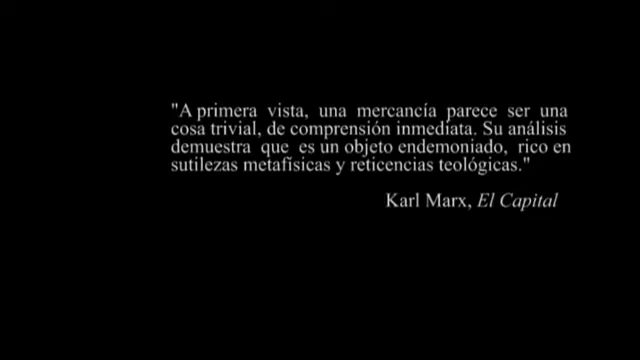 "A primera vista, una mercancía parece ser una
cosa trivial, de comprensión inmediata. Su análisis
demuestra que es un objeto endemoniado, rico en
sutilezas metafísicas y reticencias teológicas."
Karl Marx, El Capital